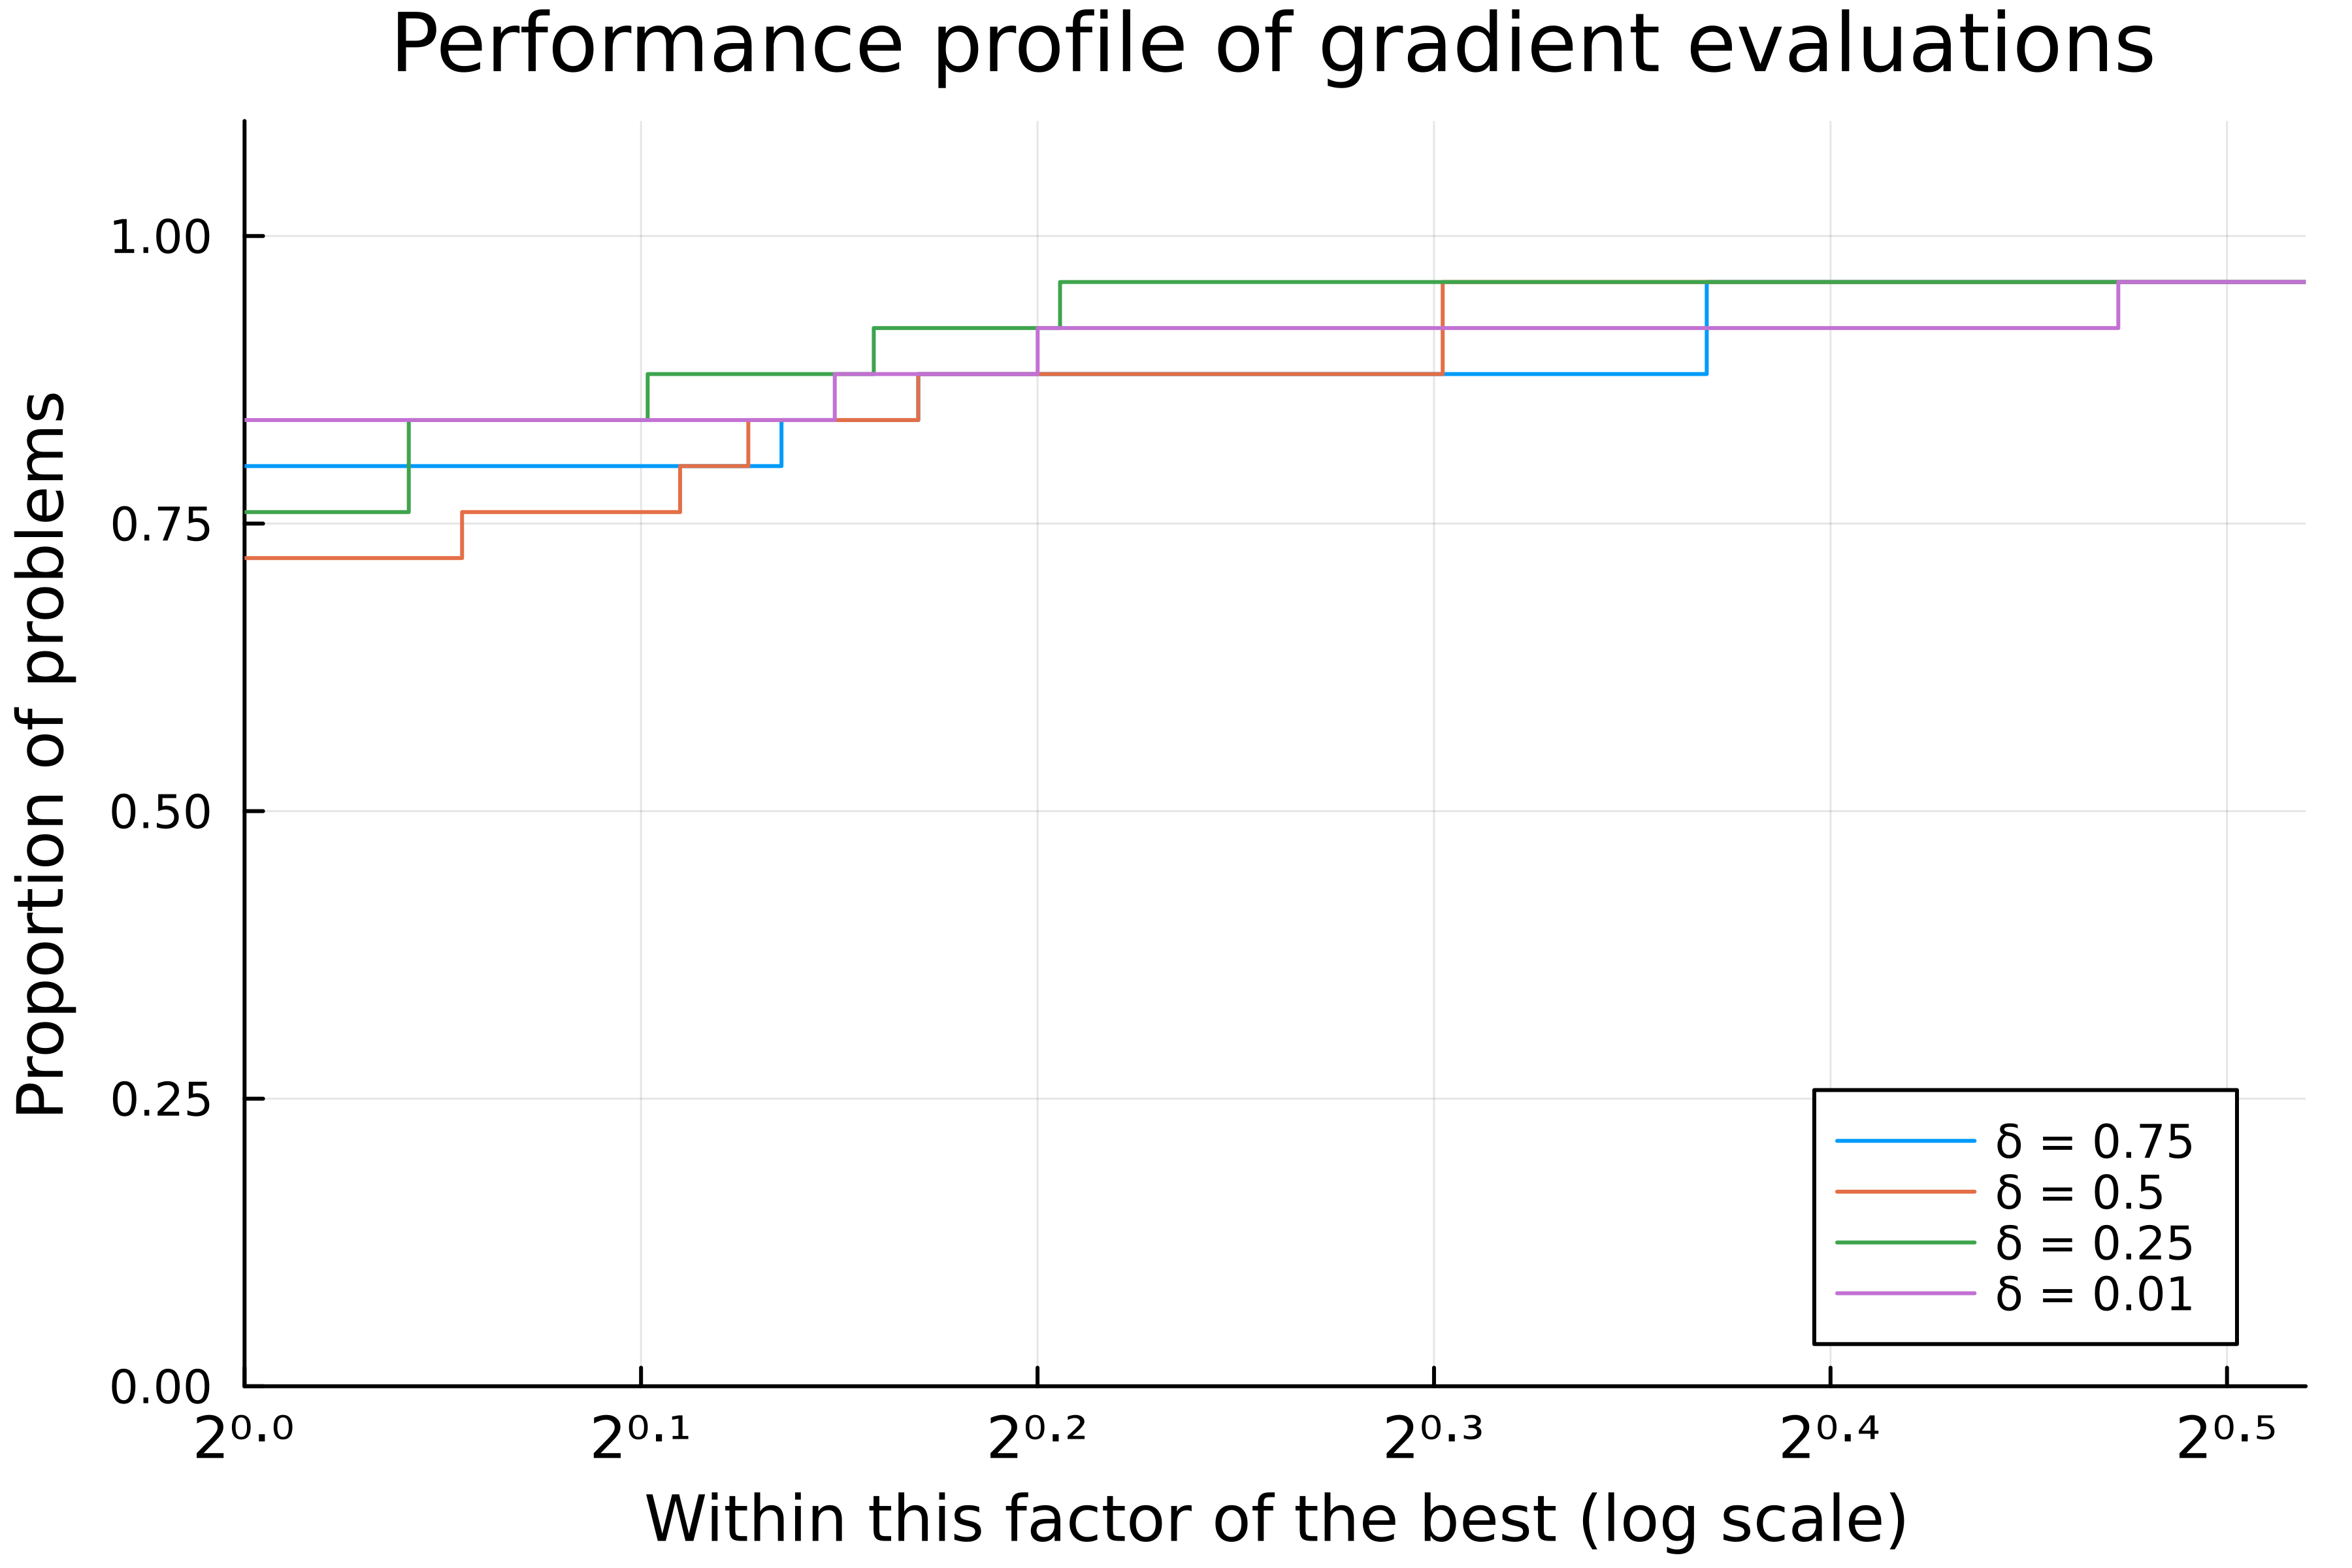 Performance profile of gradient evaluations
Proportion of problems
1.00
0.75
0.50
0.25
0.00
2⁰·⁰ 2⁰·¹ 2⁰·² 2⁰·³ 2⁰·⁴ 2⁰·⁵
Within this factor of the best (log scale)
δ = 0.75
δ = 0.5
δ = 0.25
δ = 0.01